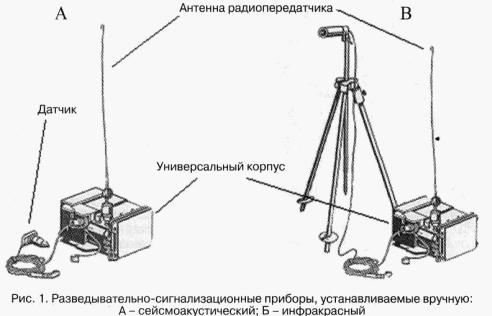 А
В
Антенна радиопередатчика
Датчик
Универсальный корпус
Рис. 1. Разведывательно-сигнализационные приборы, устанавливаемые вручную:
А – сейсмоакустический; Б – инфракрасный